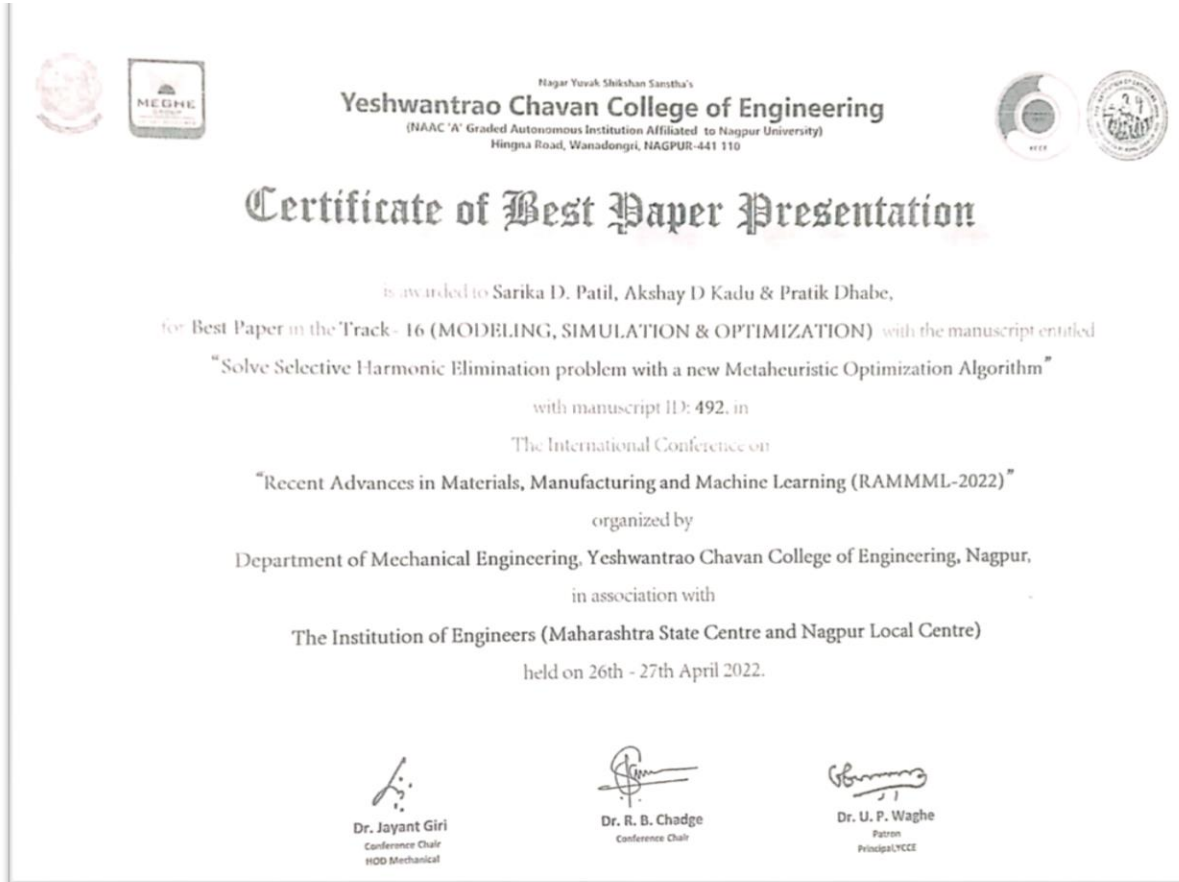 MEGHE
Nagar Yuvak Shikshan Sanstha's
Yeshwantrao Chavan College of Engineering
(NAAC 'A' Graded Autonomous Institution Affiliated to Nagpur University)
Hingna Road, Wanadongri, NAGPUR-441 110
YCCE
Certificate of Best Paper Presentation
is awarded to Sarika D. Patil, Akshay D Kadu & Pratik Dhabe,
for Best Paper in the Track - 16 (MODELING, SIMULATION & OPTIMIZATION) with the manuscript entitled
"Solve Selective Harmonic Elimination problem with a new Metaheuristic Optimization Algorithm"
with manuscript ID: 492. in
The International Conference on
"Recent Advances in Materials, Manufacturing and Machine Learning (RAMMML-2022)"
organized by
Department of Mechanical Engineering, Yeshwantrao Chavan College of Engineering, Nagpur,
in association with
The Institution of Engineers (Maharashtra State Centre and Nagpur Local Centre)
held on 26th - 27th April 2022.
Dr. Jayant Giri
Conference Chair
HOD Mechanical
Dr. R. B. Chadge
Conference Chair
Dr. U. P. Waghe
Patron
Principal,YCCE